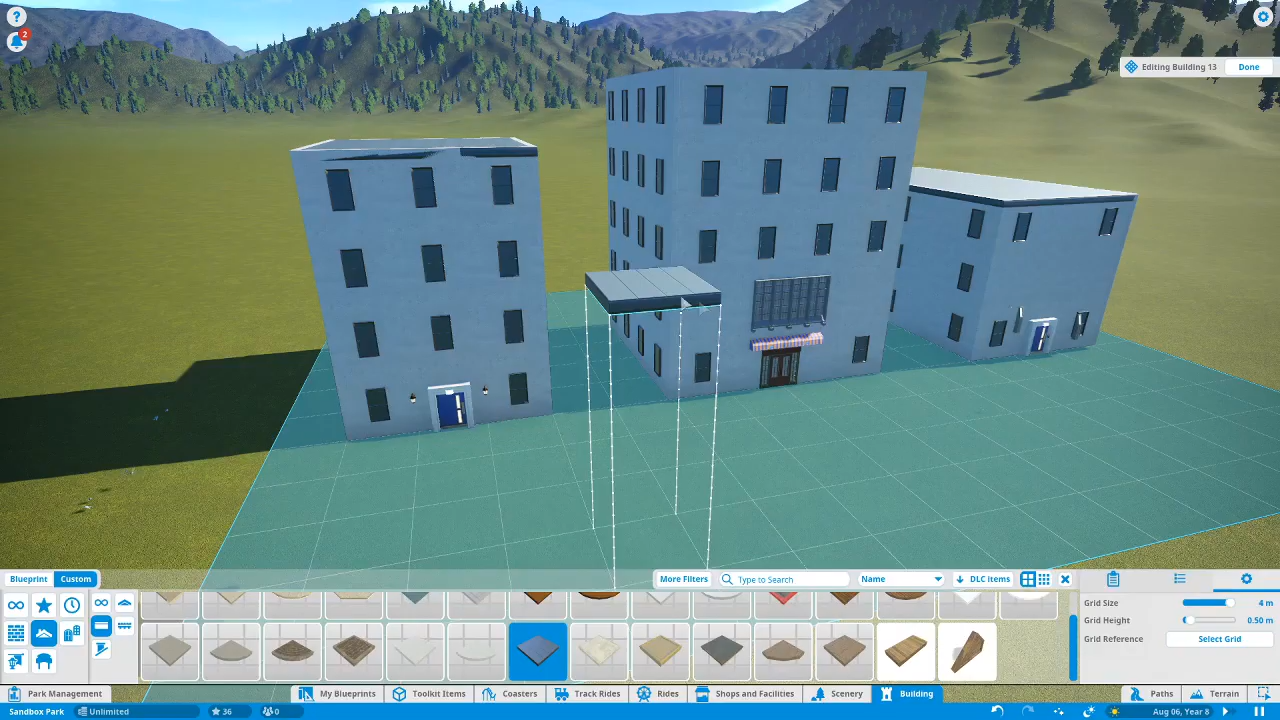 ?
2
Editing Building 13 Done
Blueprint Custom
More Filters Type to Search Name DLC items
Grid Size 4 m
Grid Height 0.50 m
Grid Reference Select Grid
Park Management My Blueprints Toolkit Items Coasters Track Rides Rides Shops and Facilities Scenery Building Paths Terrain
Sandbox Park Unlimited 36 0 Aug 06, Year 8